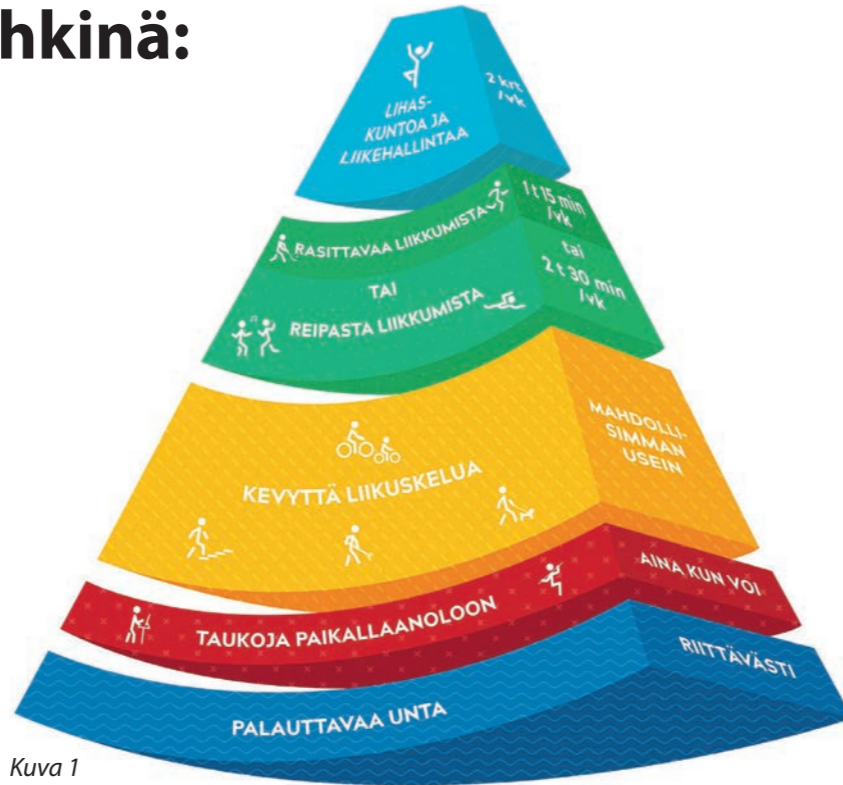 hkinä:
LIHAS-
KUNTOA JA
LIIKEHALLINTAA
2 krt
/vk
RASITTAVAA LIIKKUMISTA
1 t 15 min
/vk
TAI
tai
REIPASTA LIIKKUMISTA
2 t 30 min
/vk
KEVYTTÄ LIIKUSKELUA
MAHDOLLI-
SIMMAN
USEIN
TAUKOJA PAIKALLAANOLOON
AINA KUN VOI
PALAUTTAVAA UNTA
RIITTÄVÄSTI
Kuva 1